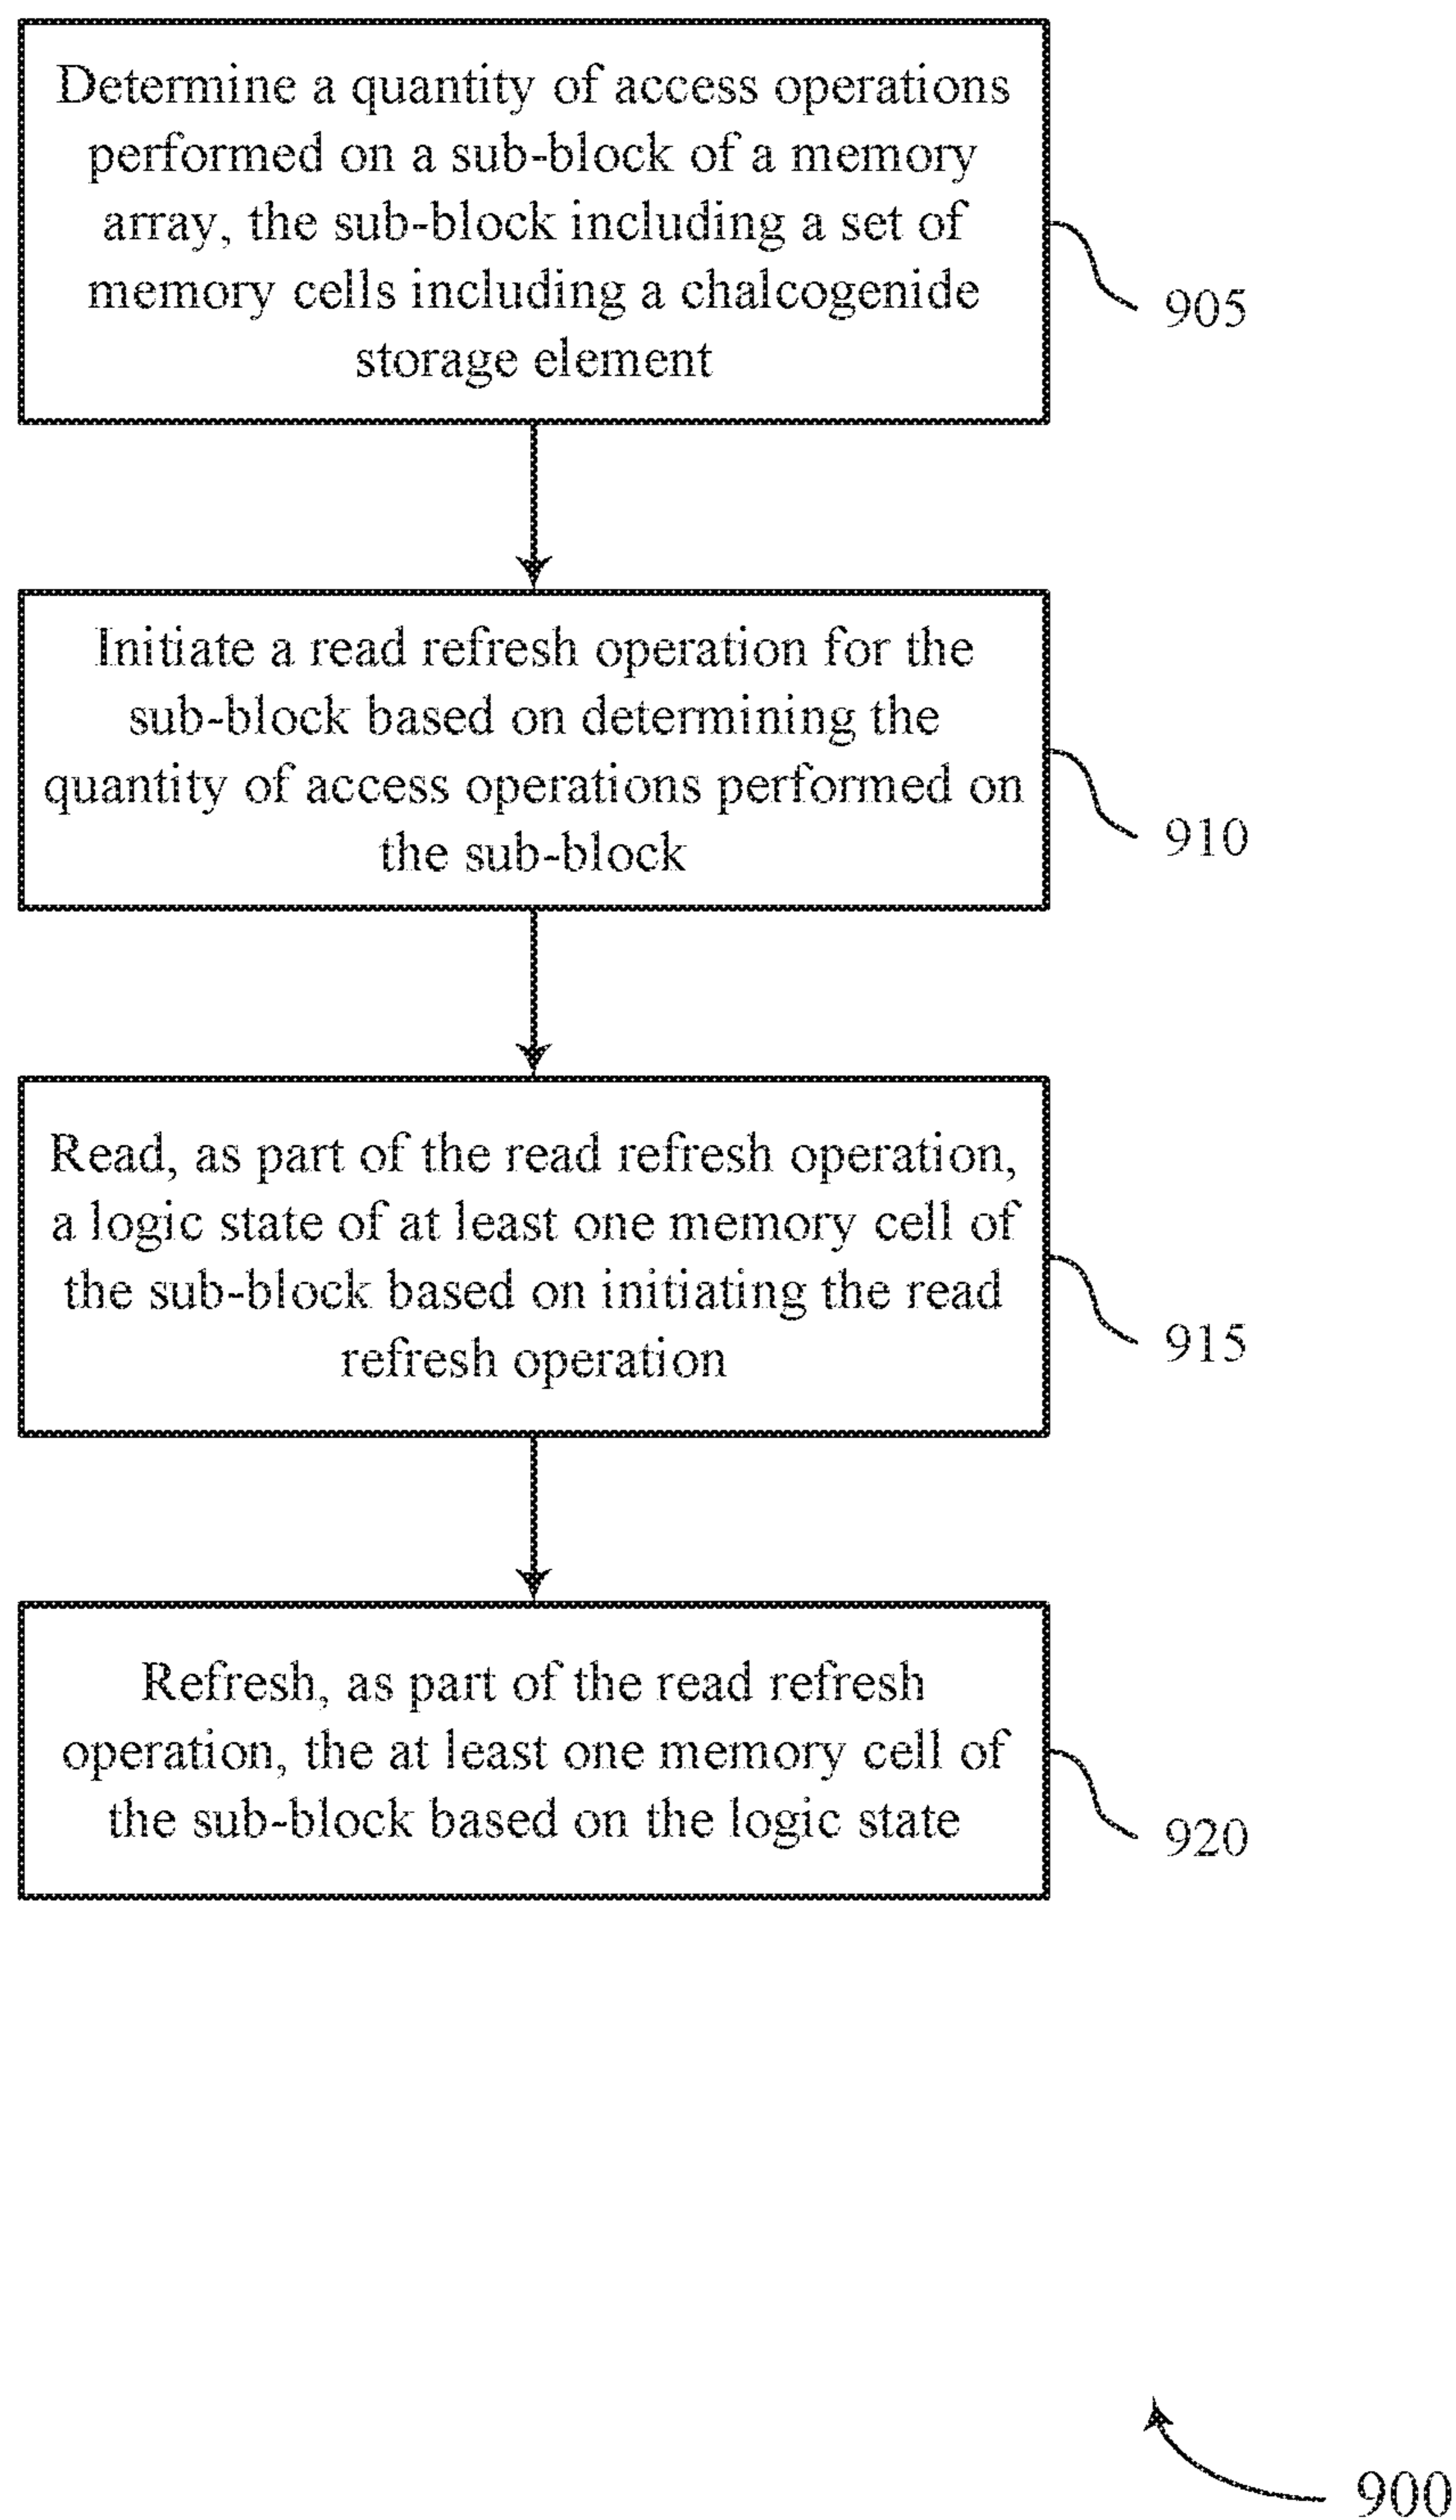 Determine a quantity of access operations
performed on a sub-block of a memory
array, the sub-block including a set of
memory cells including a chalcogenide
storage element
905
Initiate a read refresh operation for the
sub-block based on determining the
quantity of access operations performed on
the sub-block
910
Read, as part of the read refresh operation,
a logic state of at least one memory cell of
the sub-block based on initiating the read
refresh operation
915
Refresh, as part of the read refresh
operation, the at least one memory cell of
the sub-block based on the logic state
920
900